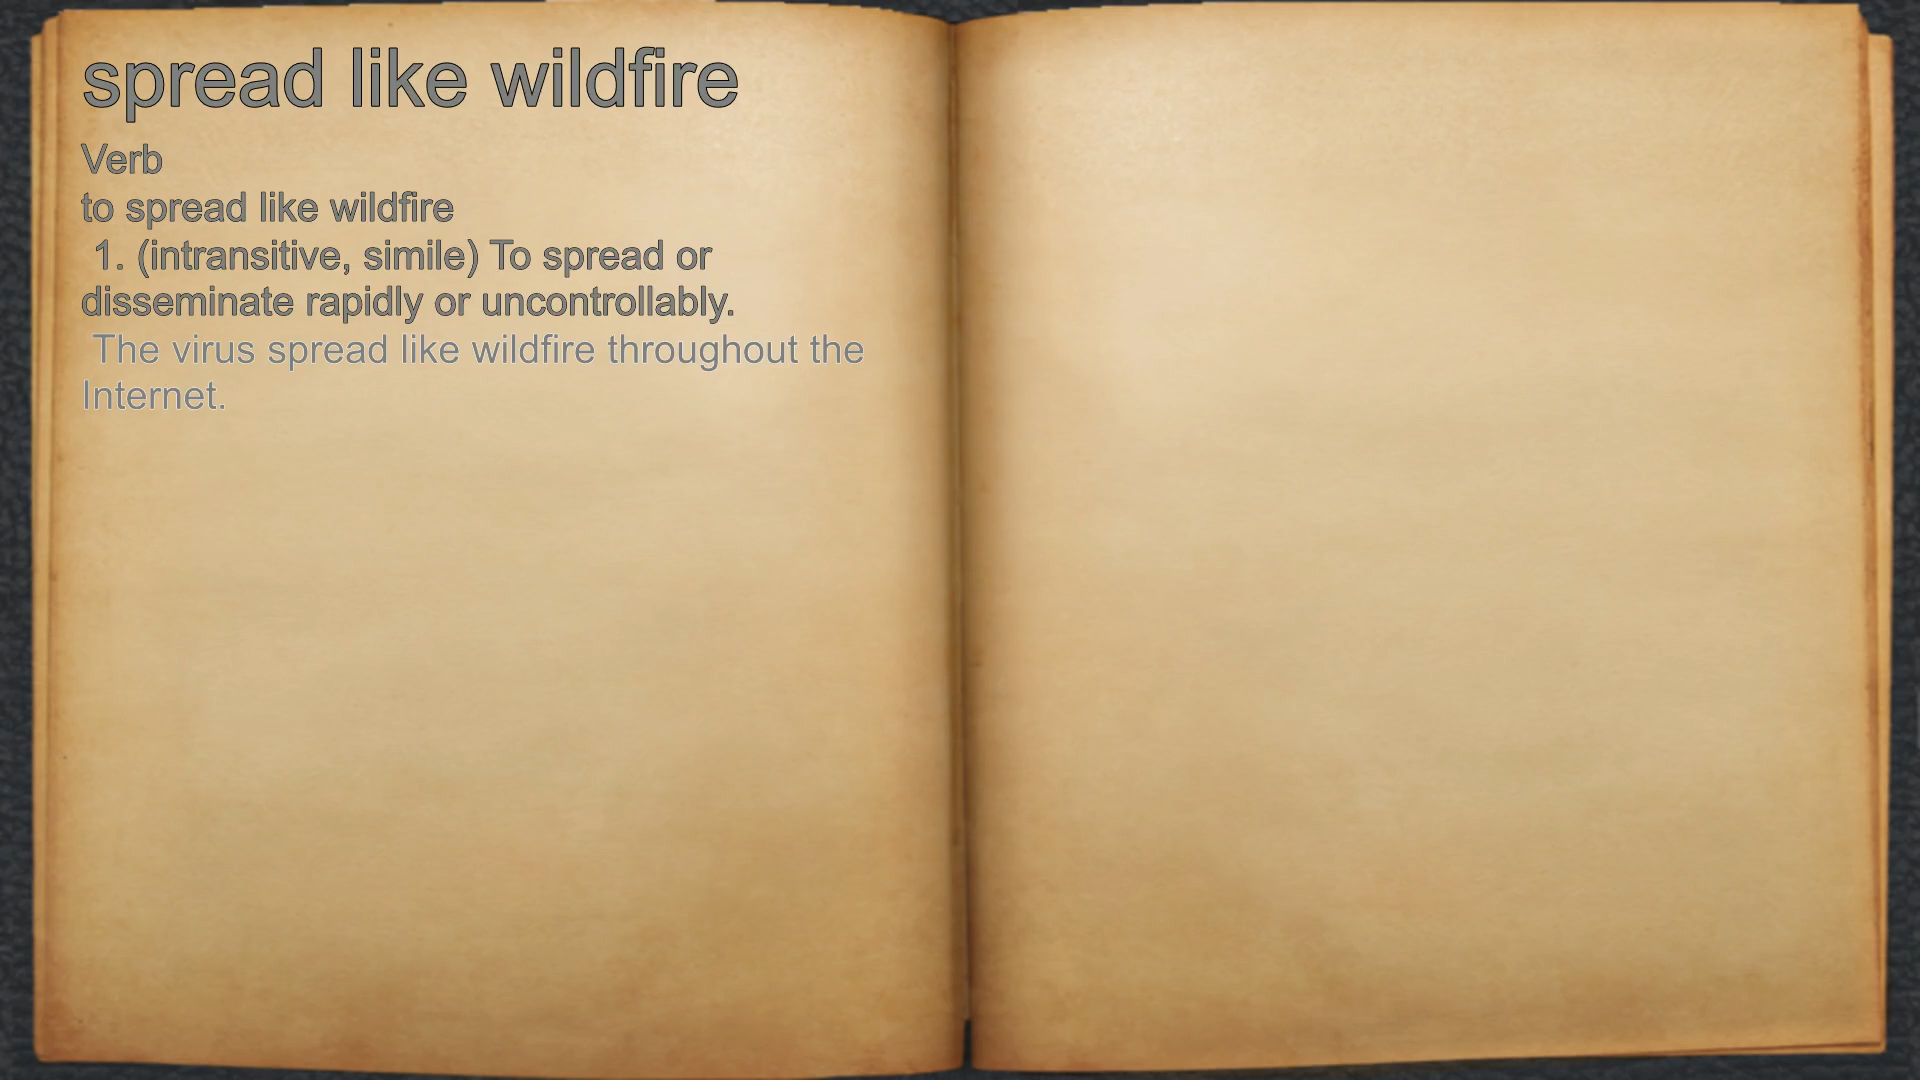 spread like wildfire
Verb
to spread like wildfire
1. (intransitive, simile) To spread or
disseminate rapidly or uncontrollably.
The virus spread like wildfire throughout the
Internet.